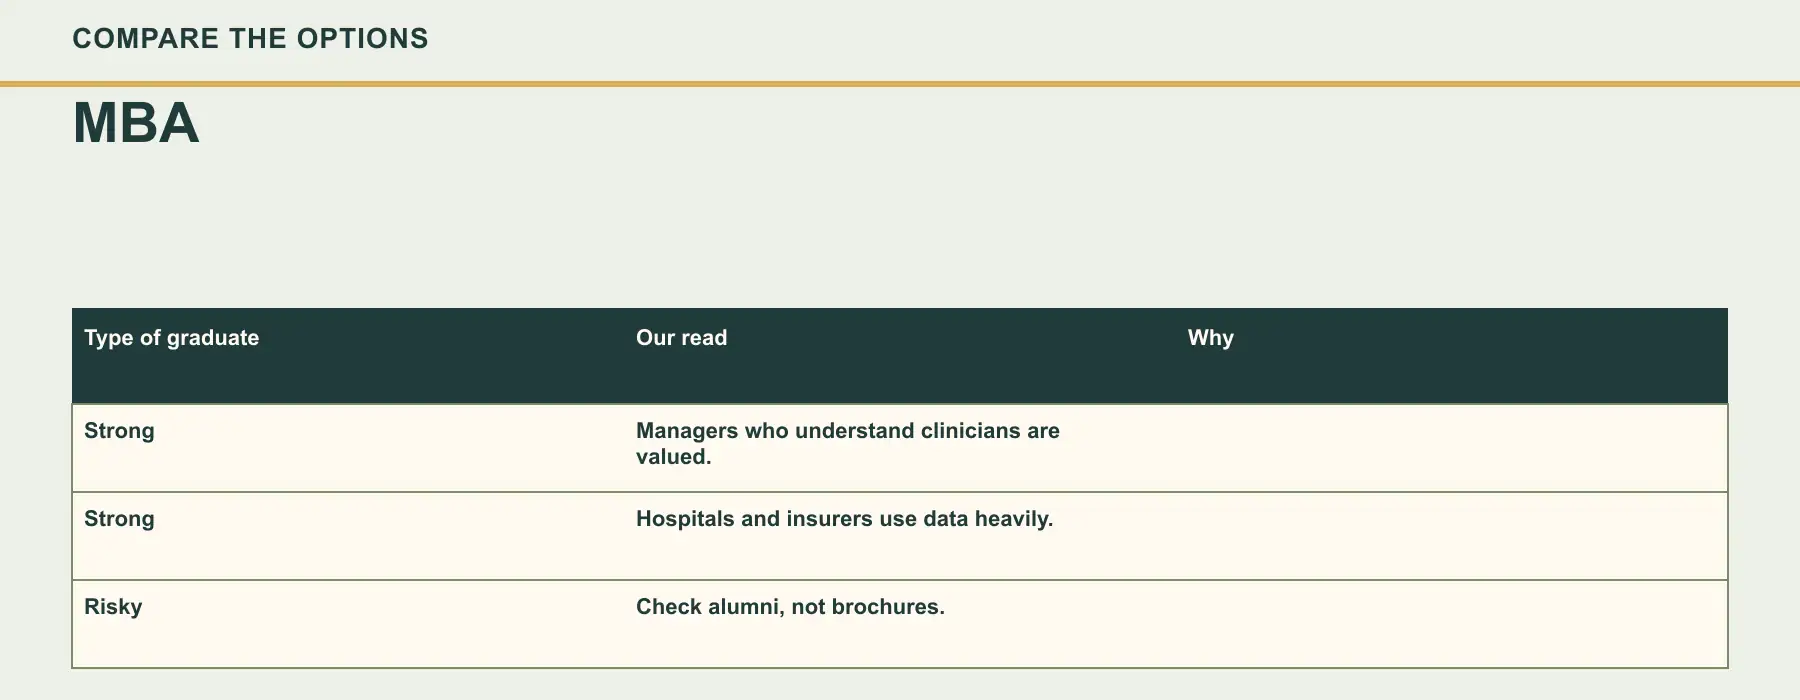 COMPARE THE OPTIONS
MBA
Type of graduate Our read Why
Strong Managers who understand clinicians are
valued.
Strong Hospitals and insurers use data heavily.
Risky Check alumni, not brochures.